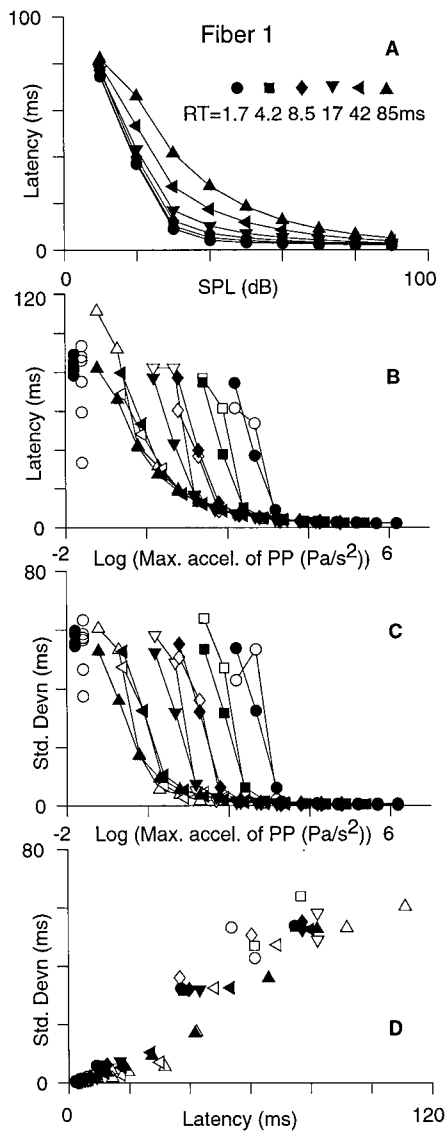 100
Fiber 1
A
RT=1.7 4.2 8.5 17 42 85ms
Latency (ms)
0
0
SPL (dB)
100
120
B
Latency (ms)
0
-2
Log (Max. accel. of PP (Pa/s²))
6
80
C
Std. Devn (ms)
0
-2
Log (Max. accel. of PP (Pa/s²))
6
80
Std. Devn (ms)
D
0
0
Latency (ms)
120